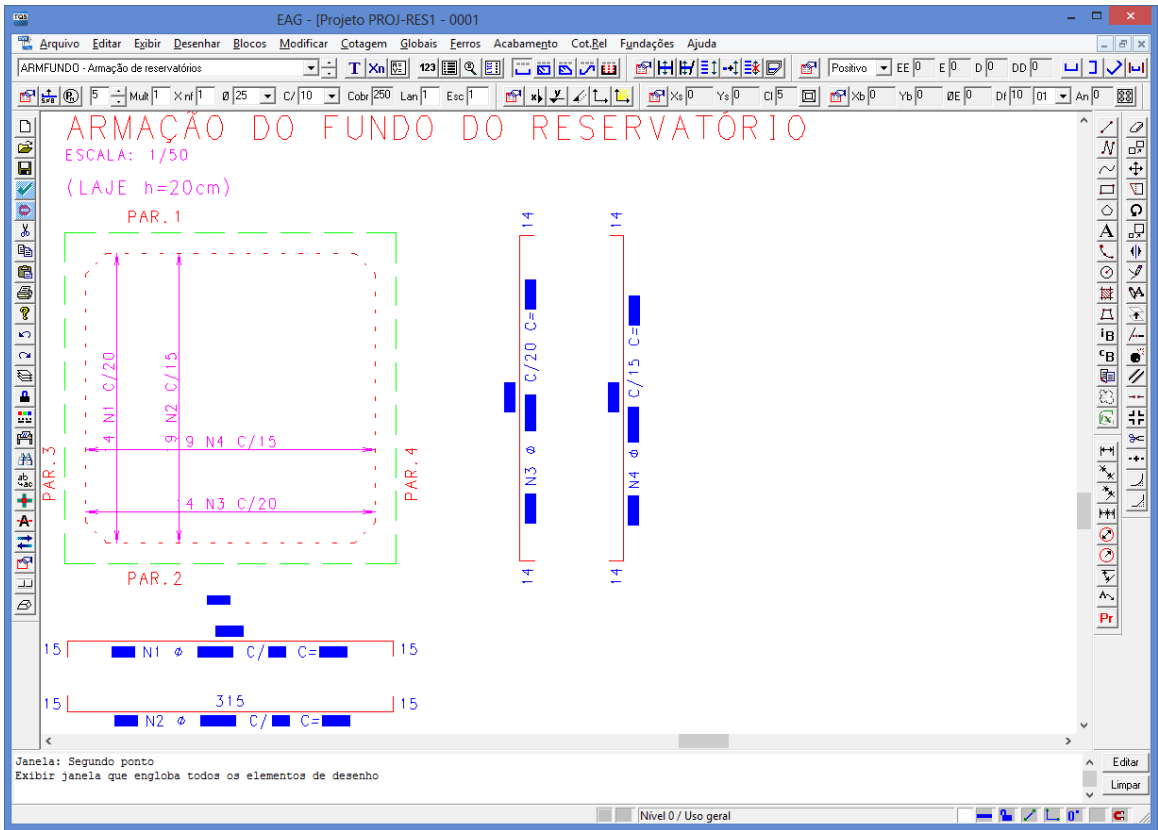 TQS
EAG - [Projeto PROJ-RES1 - 0001
Arquivo Editar Exibir Desenhar Blocos Modificar Cotagem Globais Ferros Acabamento Cot.Rel Fundações Ajuda
ARMFUNDO - Armação de reservatórios T Xn 123 Positivo EE 0 E 0 D 0 DD 0
5 Mult 1 X nf 1 Ø 25 C/ 10 Cobr 250 Lan 1 Esc 1 Xs 0 Ys 0 Cl 5 Xb 0 Yb 0 ØE 0 Df 10 01 An 0
ARMAÇÃO DO FUNDO DO RESERVATÓRIO
ESCALA: 1/50
(LAJE h=20cm)
PAR.1
14
14
14 N1 C/20
19 N2 C/15
N3 ø C/20 C=
N4 ø C/15 C=
19 N4 C/15
PAR.3
PAR.4
14 N3 C/20
PAR.2
14
14
15 N1 ø C/ C= 15
15 315 15
N2 ø C/ C=
Janela: Segundo ponto
Exibir janela que engloba todos os elementos de desenho
Editar
Limpar
Nível 0 / Uso geral